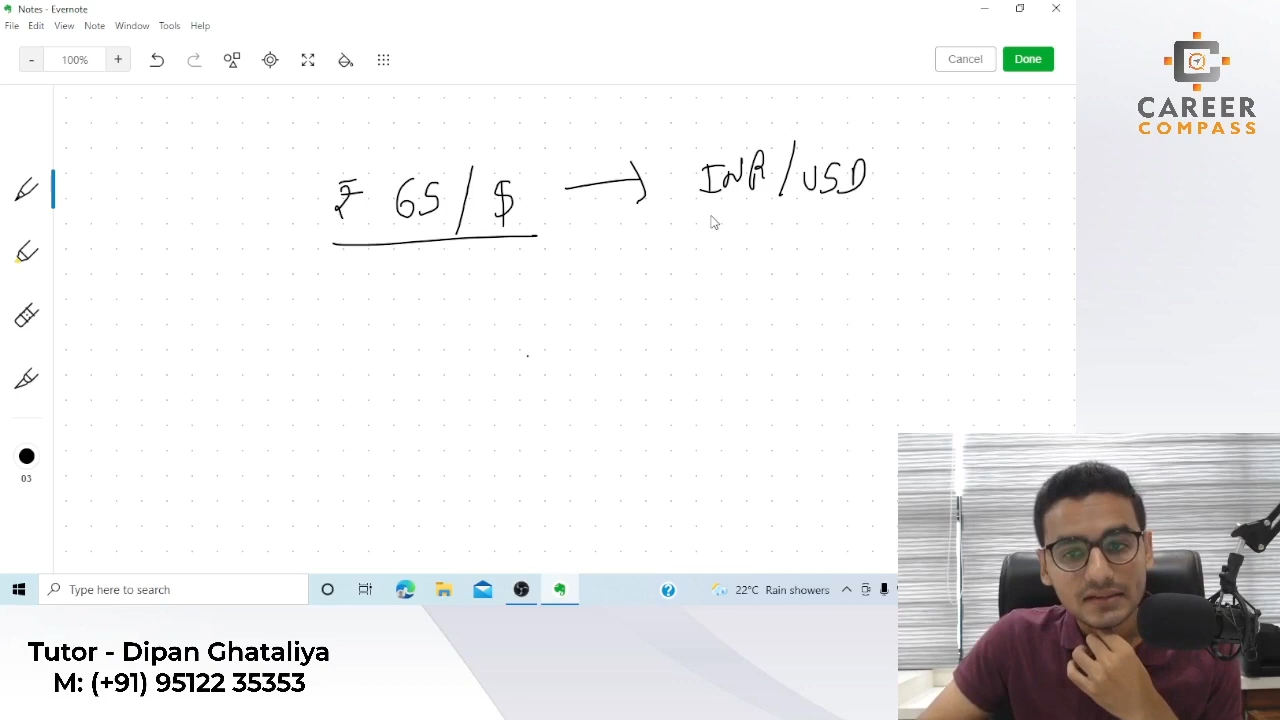 Notes - Evernote
File Edit View Note Window Tools Help
- 100% +
Cancel Done
CAREER
COMPASS
₹ 65 / $ → INR / USD
03
Type here to search
22°C Rain showers
Tutor - Dipan Ghataliya
M: (+91) 95122 35353